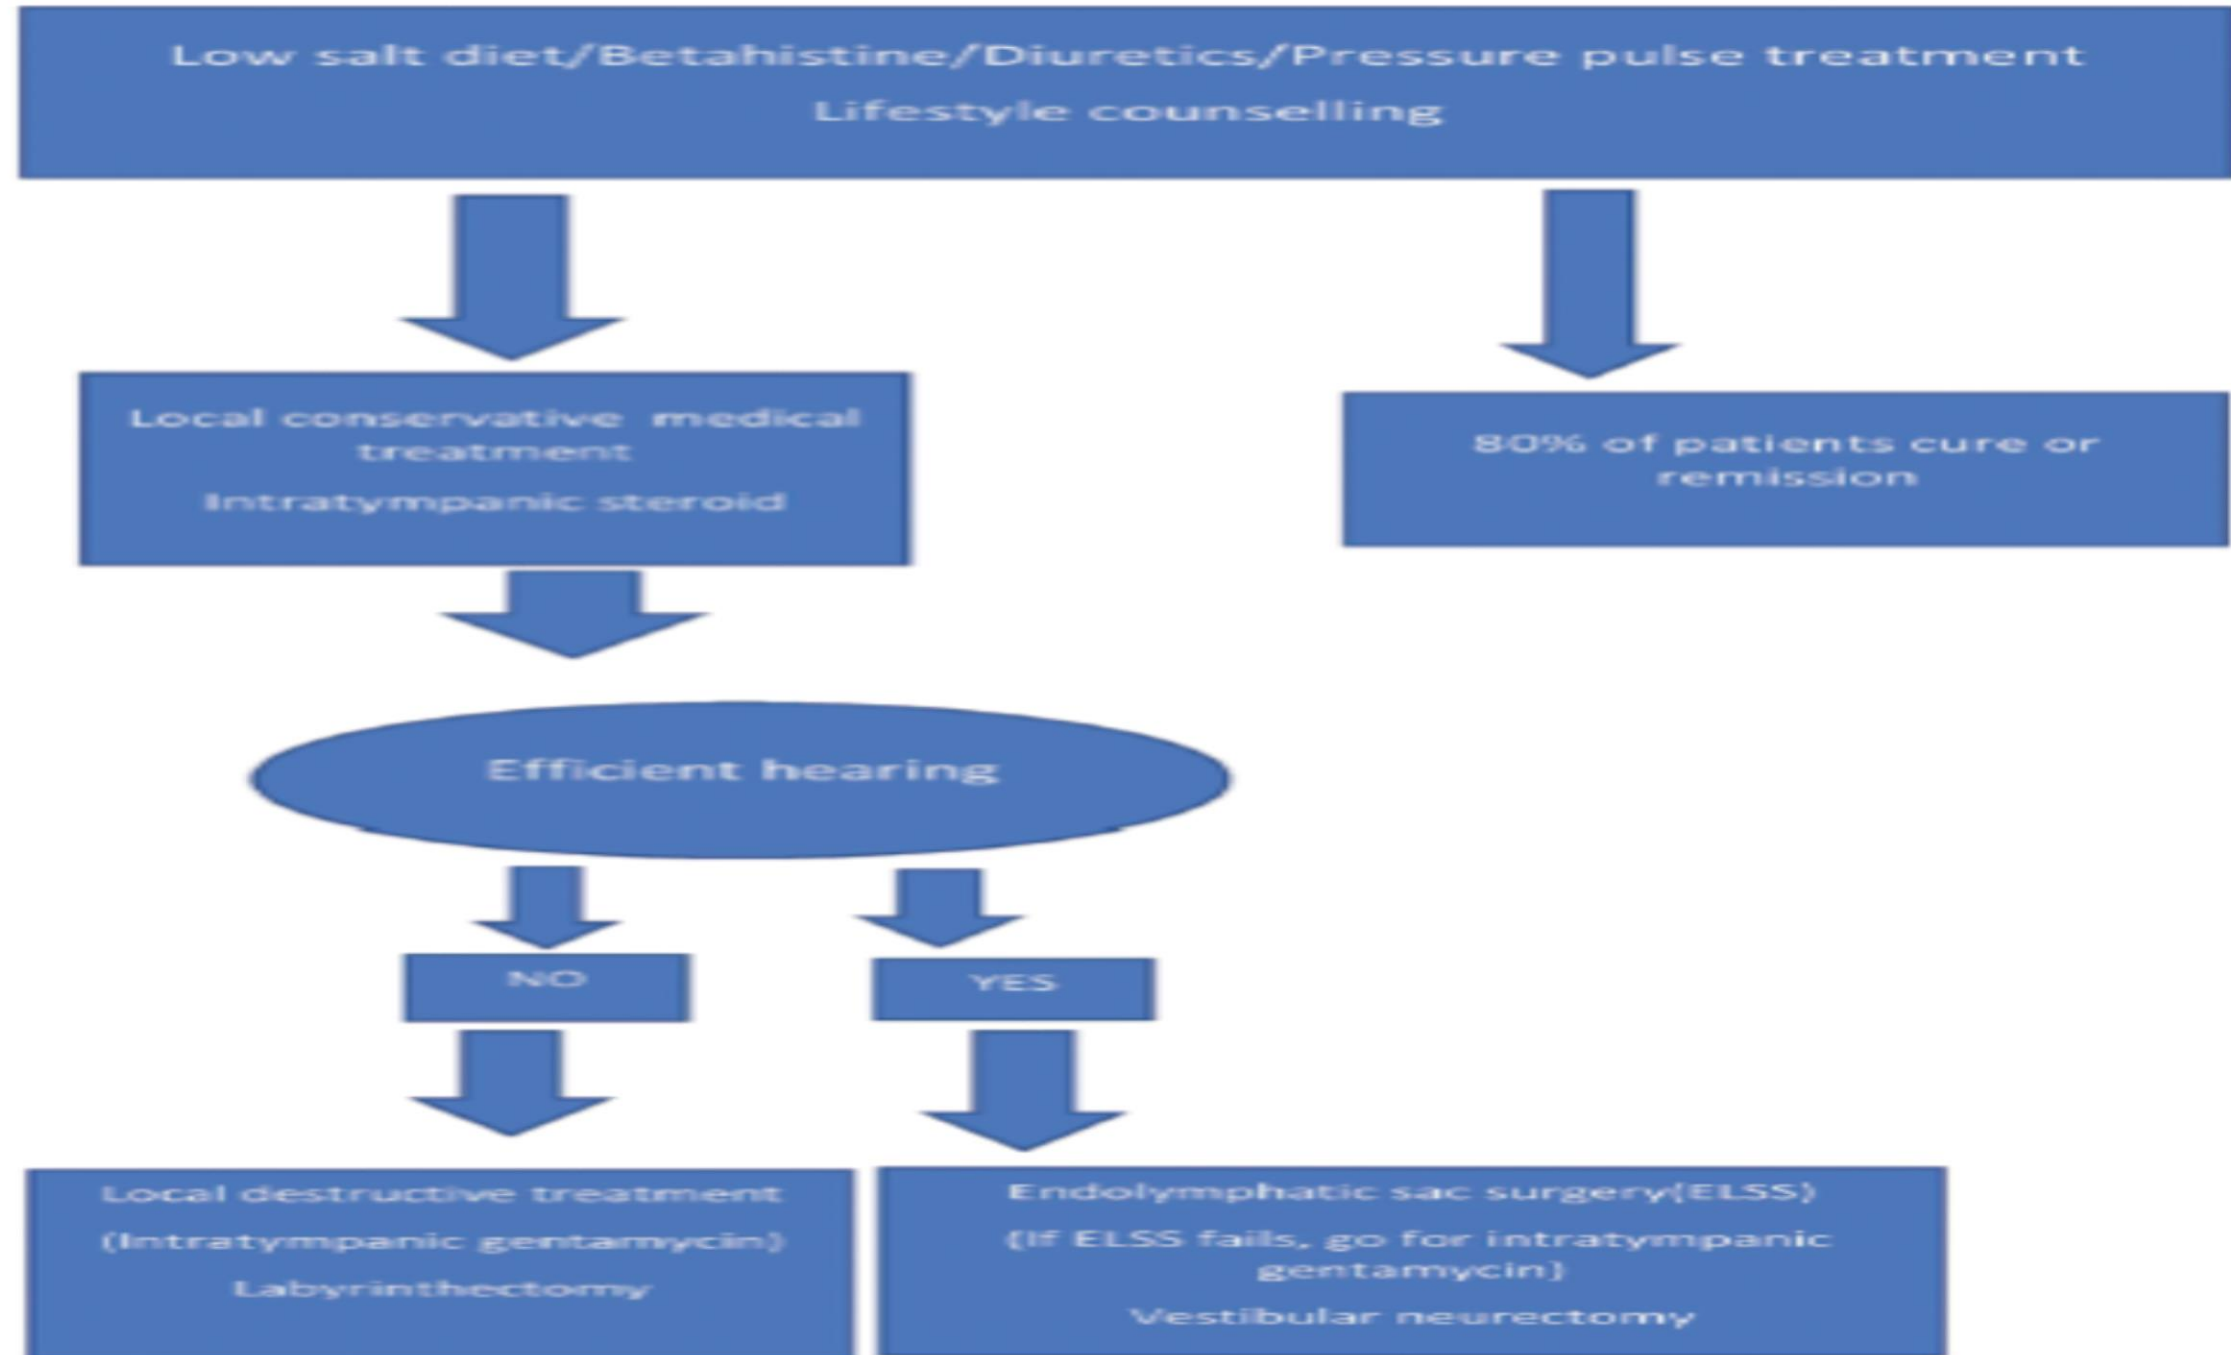 Low salt diet/Betahistine/Diuretics/Pressure pulse treatment
Lifestyle counselling
Local conservative medical
treatment
Intratympanic steroid
80% of patients cure or
remission
Efficient hearing
NO
YES
Local destructive treatment
(Intratympanic gentamycin)
Labyrinthectomy
Endolymphatic sac surgery(ELSS)
(If ELSS fails, go for intratympanic
gentamycin)
Vestibular neurectomy